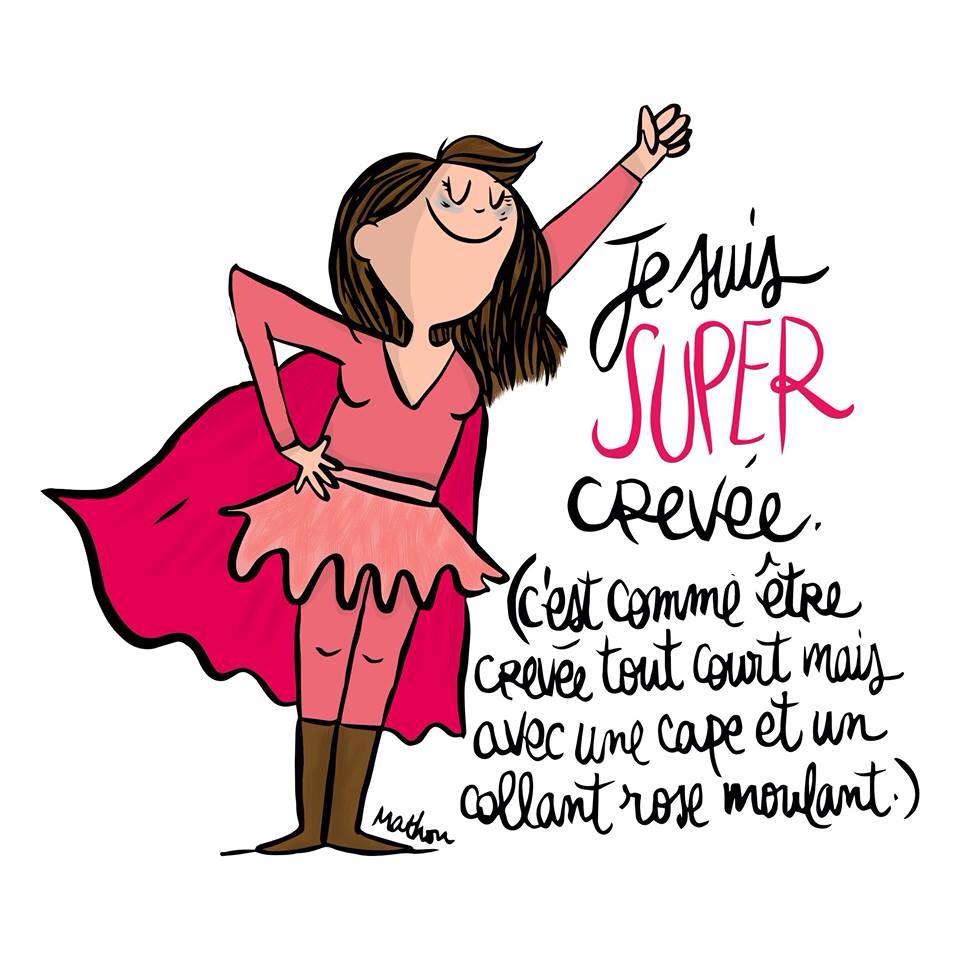 Je suis
SUPER
CREVÉE.
(c'est comme être
crevée tout court mais
avec une cape et un
collant rose moulant.)
Mathou